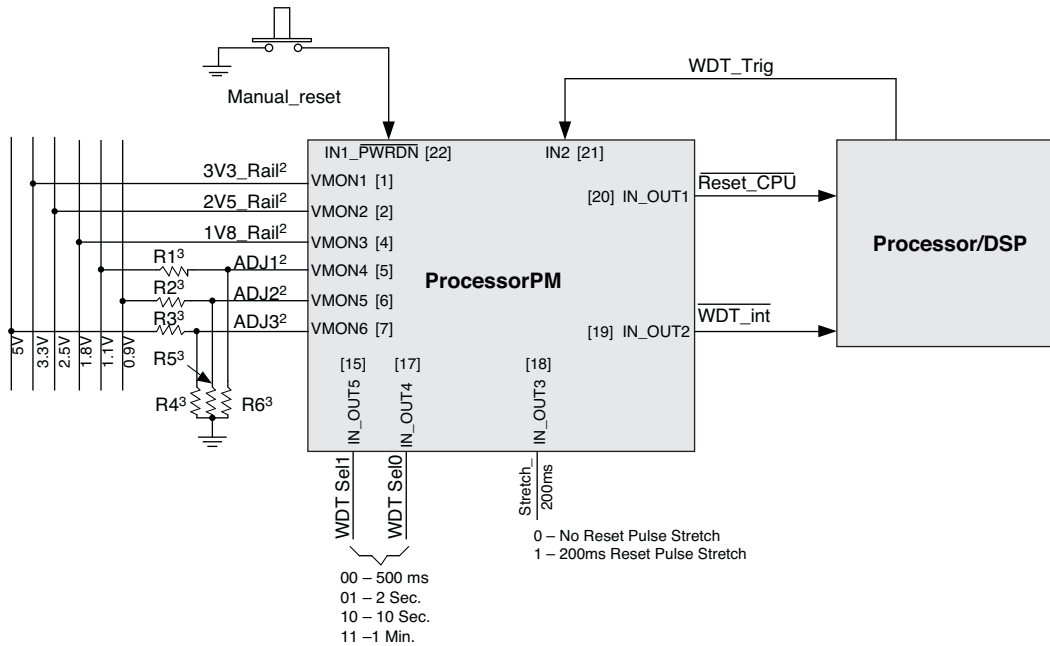 Manual_reset
WDT_Trig
IN1_PWRDN [22]
IN2 [21]
3V3_Rail²
VMON1 [1]
2V5_Rail²
VMON2 [2]
1V8_Rail²
VMON3 [4]
R1³
ADJ1²
VMON4 [5]
R2³
ADJ2²
VMON5 [6]
R3³
ADJ3²
VMON6 [7]
ProcessorPM
[20] IN_OUT1
Reset_CPU
Processor/DSP
[19] IN_OUT2
WDT_int
5V
3.3V
2.5V
1.8V
1.1V
0.9V
R5³
R4³
R6³
[15]
IN_OUT5
[17]
IN_OUT4
[18]
IN_OUT3
WDT Sel1
WDT Sel0
Stretch_
200ms
0 – No Reset Pulse Stretch
1 – 200ms Reset Pulse Stretch
00 – 500 ms
01 – 2 Sec.
10 – 10 Sec.
11 –1 Min.